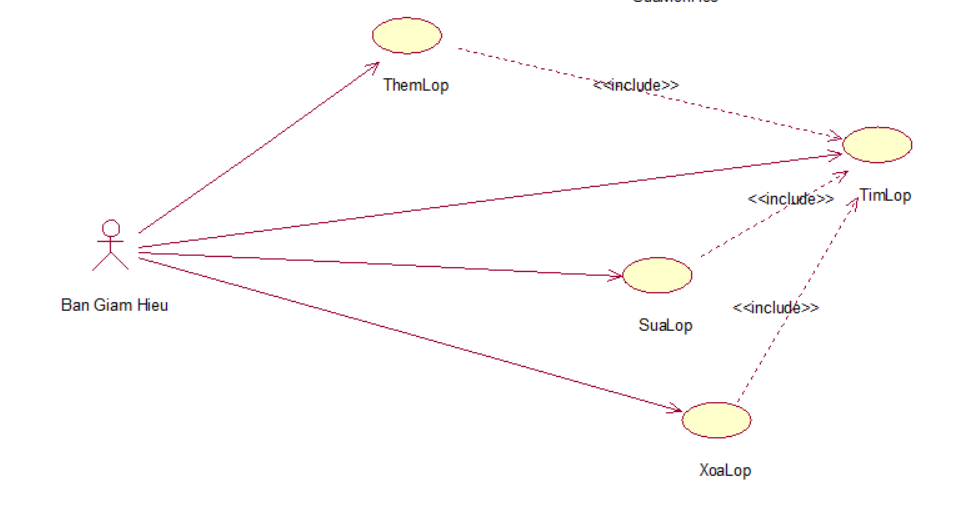 ThemLop
<<include>>
<<include>>
TimLop
Ban Giam Hieu
<<include>>
SuaLop
XoaLop